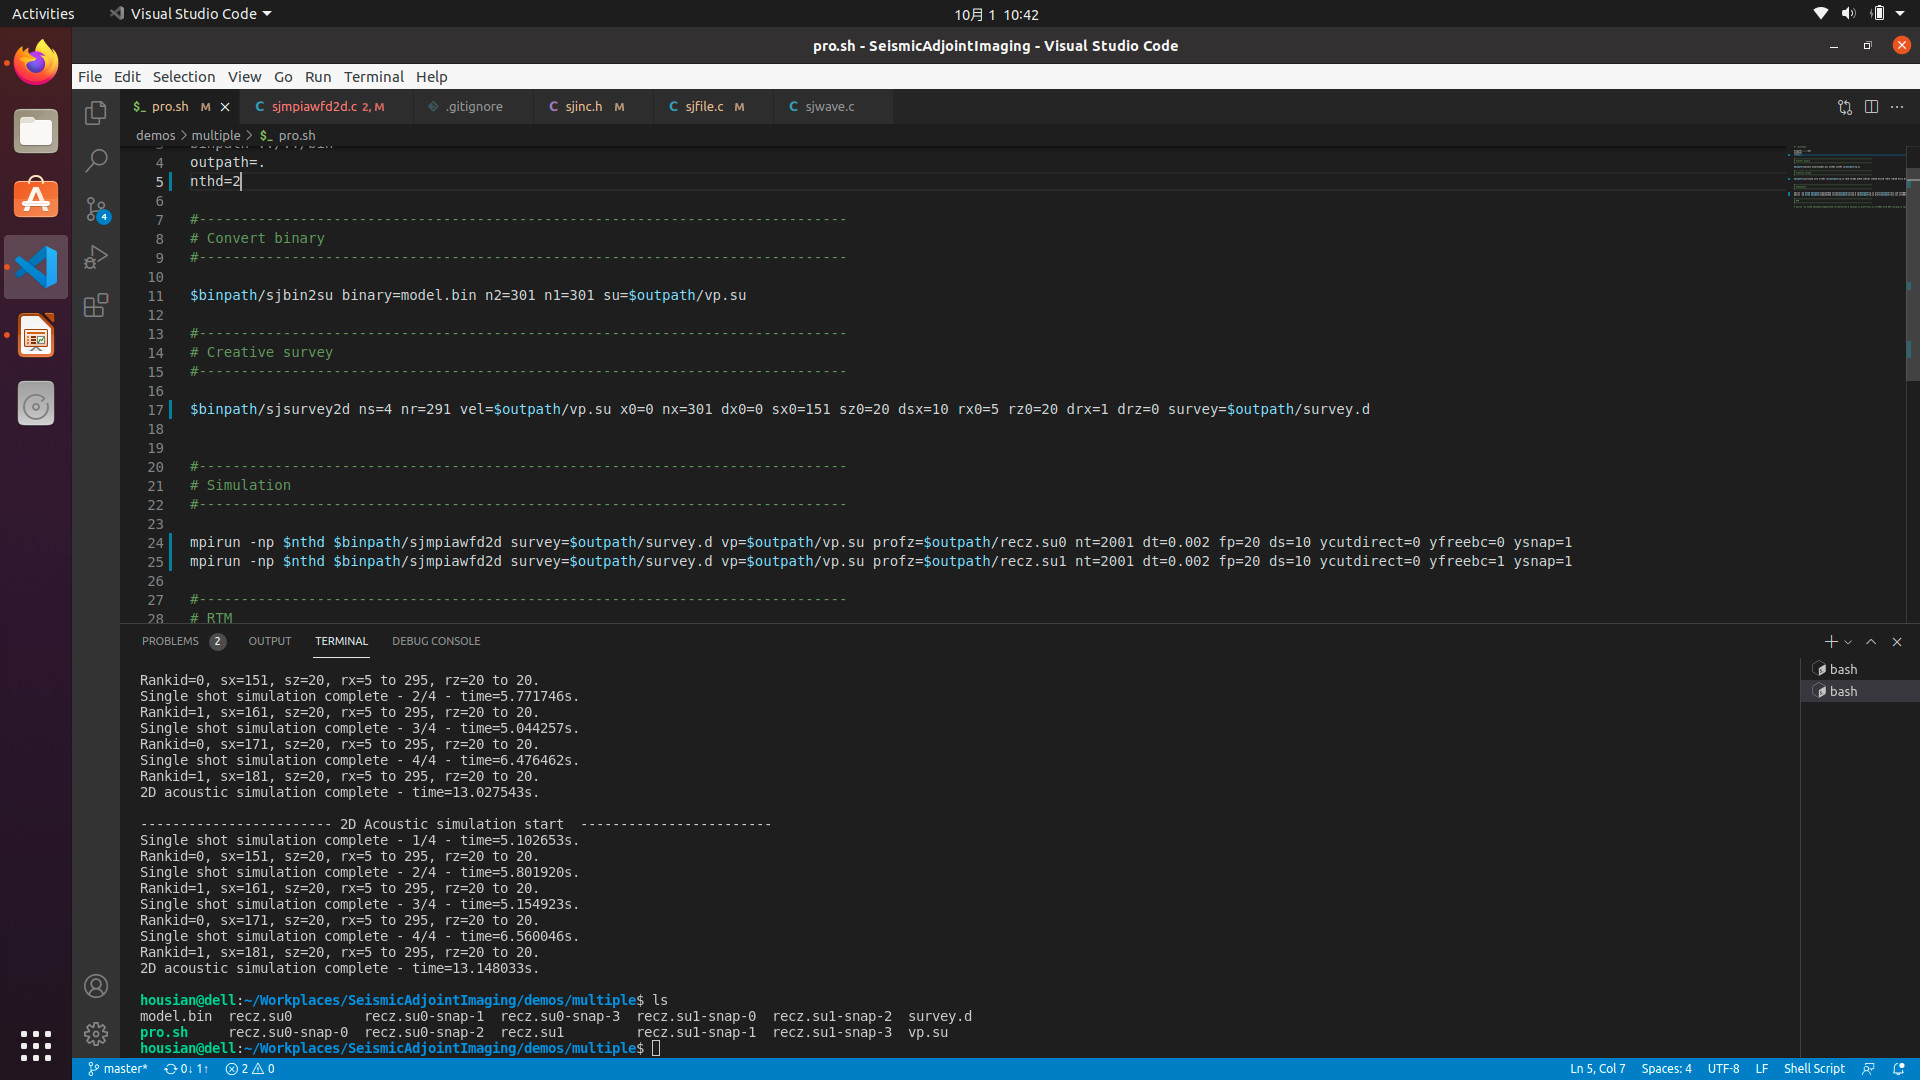 Activities
Visual Studio Code
10月 1 10:42
pro.sh - SeismicAdjointImaging - Visual Studio Code
File Edit Selection View Go Run Terminal Help
$_ pro.sh M
C sjmpiawfd2d.c 2, M
.gitignore
C sjinc.h M
C sjfile.c M
C sjwave.c
demos > multiple > $_ pro.sh
4 outpath=.
5 nthd=2
6
7 #-----------------------------------------------------------------------------
8 # Convert binary
9 #-----------------------------------------------------------------------------
10
11 $binpath/sjbin2su binary=model.bin n2=301 n1=301 su=$outpath/vp.su
12
13 #-----------------------------------------------------------------------------
14 # Creative survey
15 #-----------------------------------------------------------------------------
16
17 $binpath/sjsurvey2d ns=4 nr=291 vel=$outpath/vp.su x0=0 nx=301 dx0=0 sx0=151 sz0=20 dsx=10 rx0=5 rz0=20 drx=1 drz=0 survey=$outpath/survey.d
18
19
20 #-----------------------------------------------------------------------------
21 # Simulation
22 #-----------------------------------------------------------------------------
23
24 mpirun -np $nthd $binpath/sjmpiawfd2d survey=$outpath/survey.d vp=$outpath/vp.su profz=$outpath/recz.su0 nt=2001 dt=0.002 fp=20 ds=10 ycutdirect=0 yfreebc=0 ysnap=1
25 mpirun -np $nthd $binpath/sjmpiawfd2d survey=$outpath/survey.d vp=$outpath/vp.su profz=$outpath/recz.su1 nt=2001 dt=0.002 fp=20 ds=10 ycutdirect=0 yfreebc=1 ysnap=1
26
27 #-----------------------------------------------------------------------------
28 # RTM
4
PROBLEMS 2 OUTPUT TERMINAL DEBUG CONSOLE
bash
bash
Rankid=0, sx=151, sz=20, rx=5 to 295, rz=20 to 20.
Single shot simulation complete - 2/4 - time=5.771746s.
Rankid=1, sx=161, sz=20, rx=5 to 295, rz=20 to 20.
Single shot simulation complete - 3/4 - time=5.044257s.
Rankid=0, sx=171, sz=20, rx=5 to 295, rz=20 to 20.
Single shot simulation complete - 4/4 - time=6.476462s.
Rankid=1, sx=181, sz=20, rx=5 to 295, rz=20 to 20.
2D acoustic simulation complete - time=13.027543s.
------------------------ 2D Acoustic simulation start ------------------------
Single shot simulation complete - 1/4 - time=5.102653s.
Rankid=0, sx=151, sz=20, rx=5 to 295, rz=20 to 20.
Single shot simulation complete - 2/4 - time=5.801920s.
Rankid=1, sx=161, sz=20, rx=5 to 295, rz=20 to 20.
Single shot simulation complete - 3/4 - time=5.154923s.
Rankid=0, sx=171, sz=20, rx=5 to 295, rz=20 to 20.
Single shot simulation complete - 4/4 - time=6.560046s.
Rankid=1, sx=181, sz=20, rx=5 to 295, rz=20 to 20.
2D acoustic simulation complete - time=13.148033s.
housian@dell:~/Workplaces/SeismicAdjointImaging/demos/multiple$ ls
model.bin recz.su0 recz.su0-snap-1 recz.su0-snap-3 recz.su1-snap-0 recz.su1-snap-2 survey.d
pro.sh recz.su0-snap-0 recz.su0-snap-2 recz.su1 recz.su1-snap-1 recz.su1-snap-3 vp.su
housian@dell:~/Workplaces/SeismicAdjointImaging/demos/multiple$
master* 0↓ 1↑ 2 0
Ln 5, Col 7 Spaces: 4 UTF-8 LF Shell Script